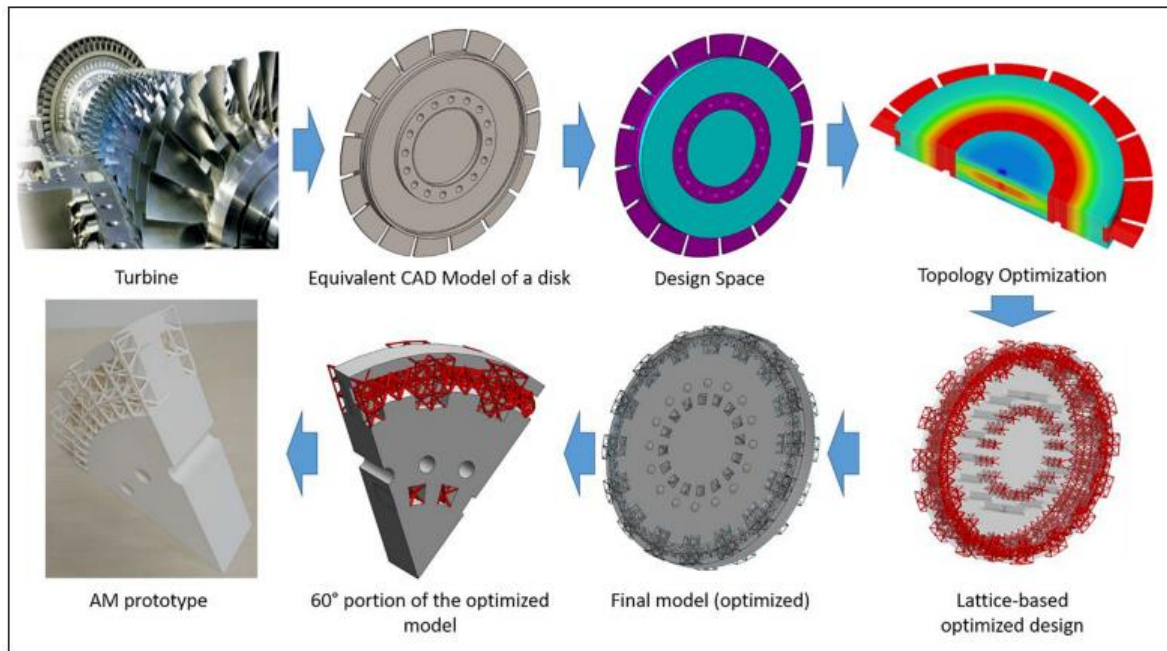 Turbine
Equivalent CAD Model of a disk
Design Space
Topology Optimization
AM prototype
60° portion of the optimized
model
Final model (optimized)
Lattice-based
optimized design